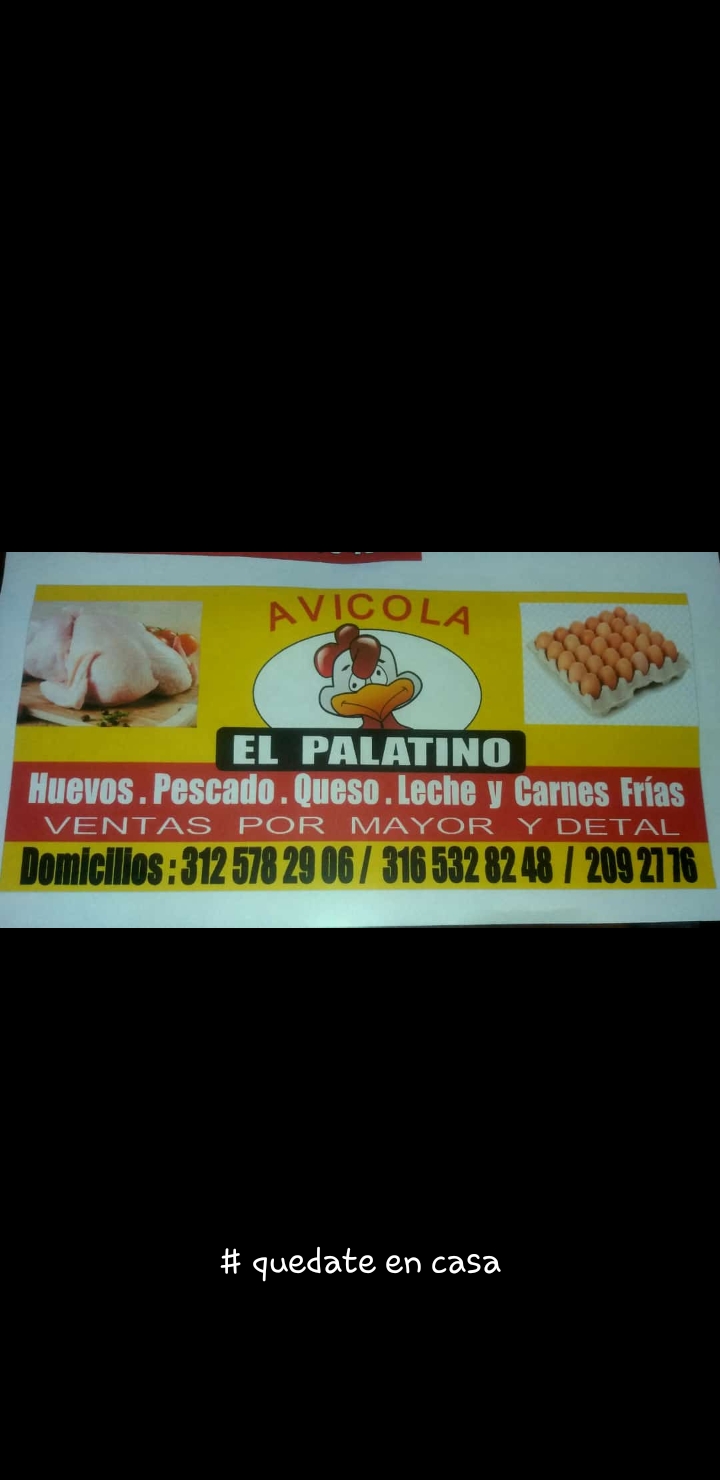 AVICOLA
EL PALATINO
Huevos . Pescado . Queso . Leche y Carnes Frías
VENTAS POR MAYOR Y DETAL
Domicilios : 312 578 29 06 / 316 532 82 48 / 209 27 76
# quedate en casa